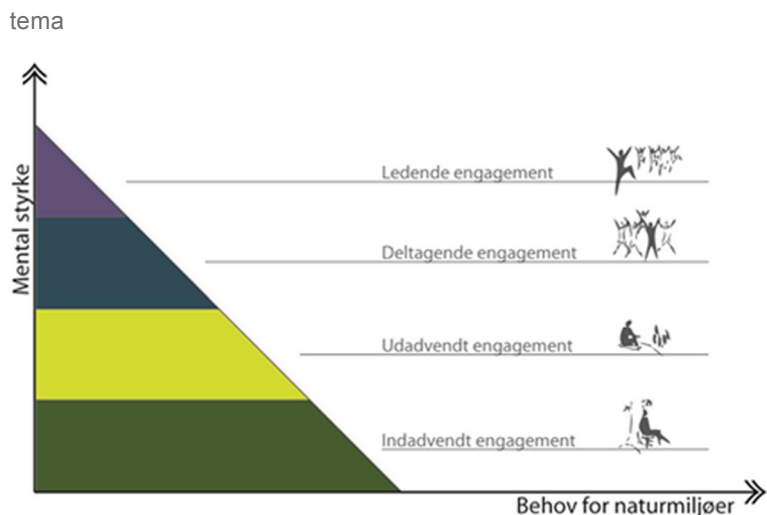 tema
Mental styrke
Ledende engagement
Deltagende engagement
Udadvendt engagement
Indadvendt engagement
Behov for naturmiljøer